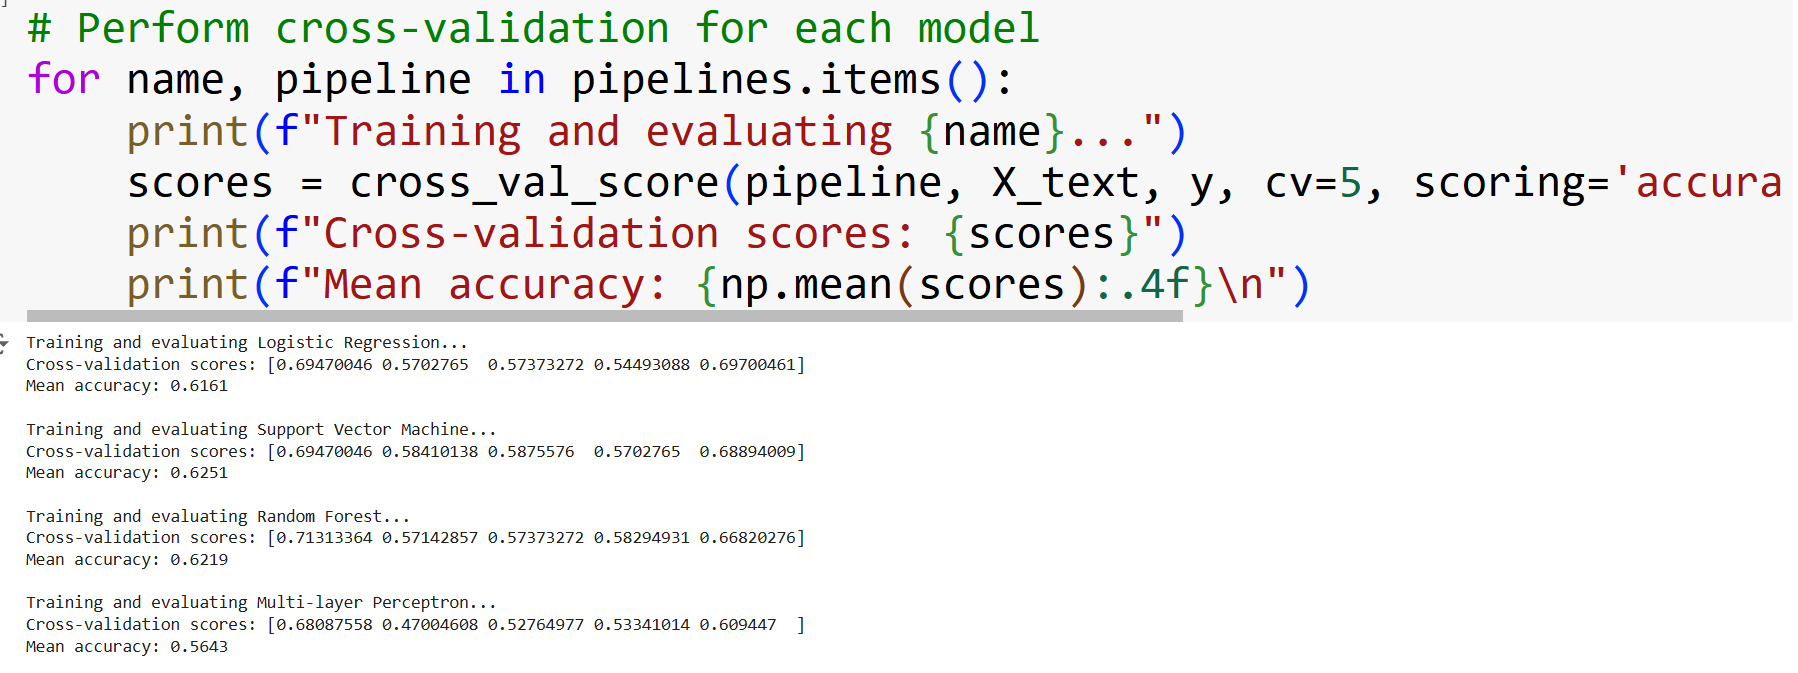 # Perform cross-validation for each model
for name, pipeline in pipelines.items():
    print(f"Training and evaluating {name}...")
    scores = cross_val_score(pipeline, X_text, y, cv=5, scoring='accura
    print(f"Cross-validation scores: {scores}")
    print(f"Mean accuracy: {np.mean(scores):.4f}\n")
Training and evaluating Logistic Regression...
Cross-validation scores: [0.69470046 0.5702765  0.57373272 0.54493088 0.69700461]
Mean accuracy: 0.6161
Training and evaluating Support Vector Machine...
Cross-validation scores: [0.69470046 0.58410138 0.5875576  0.5702765  0.68894009]
Mean accuracy: 0.6251
Training and evaluating Random Forest...
Cross-validation scores: [0.71313364 0.57142857 0.57373272 0.58294931 0.66820276]
Mean accuracy: 0.6219
Training and evaluating Multi-layer Perceptron...
Cross-validation scores: [0.68087558 0.47004608 0.52764977 0.53341014 0.609447  ]
Mean accuracy: 0.5643